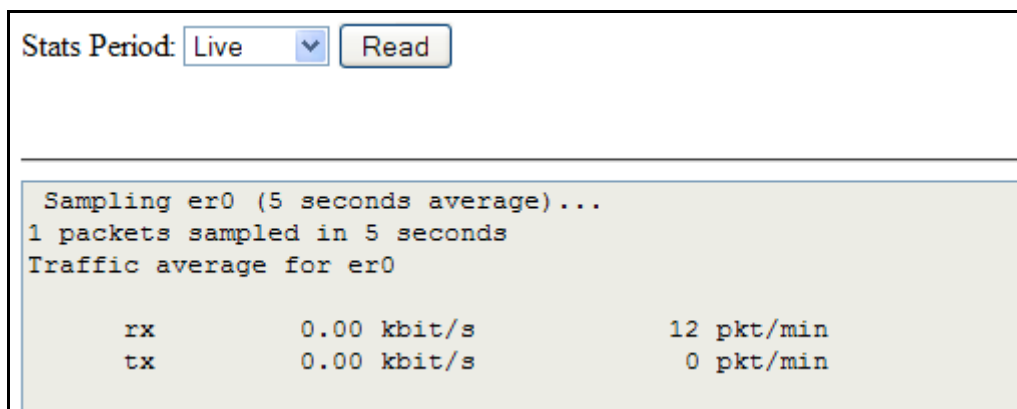 Stats Period: Live Read
Sampling er0 (5 seconds average)...
1 packets sampled in 5 seconds
Traffic average for er0
rx 0.00 kbit/s 12 pkt/min
tx 0.00 kbit/s 0 pkt/min